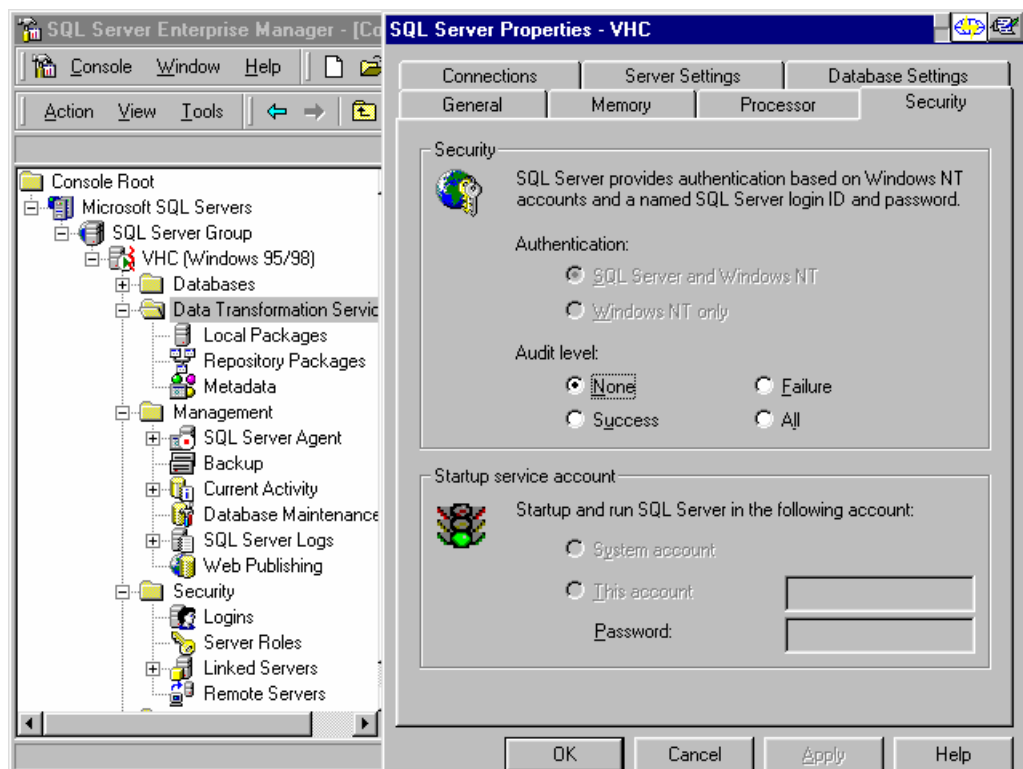 SQL Server Enterprise Manager - [Co
Console Window Help
Action View Tools
Console Root
Microsoft SQL Servers
SQL Server Group
VHC (Windows 95/98)
Databases
Data Transformation Servic
Local Packages
Repository Packages
Metadata
Management
SQL Server Agent
Backup
Current Activity
Database Maintenance
SQL Server Logs
Web Publishing
Security
Logins
Server Roles
Linked Servers
Remote Servers
SQL Server Properties - VHC
Connections Server Settings Database Settings
General Memory Processor Security
Security
SQL Server provides authentication based on Windows NT
accounts and a named SQL Server login ID and password.
Authentication:
SQL Server and Windows NT
Windows NT only
Audit level:
None Failure
Success All
Startup service account
Startup and run SQL Server in the following account:
System account
This account
Password:
OK Cancel Apply Help